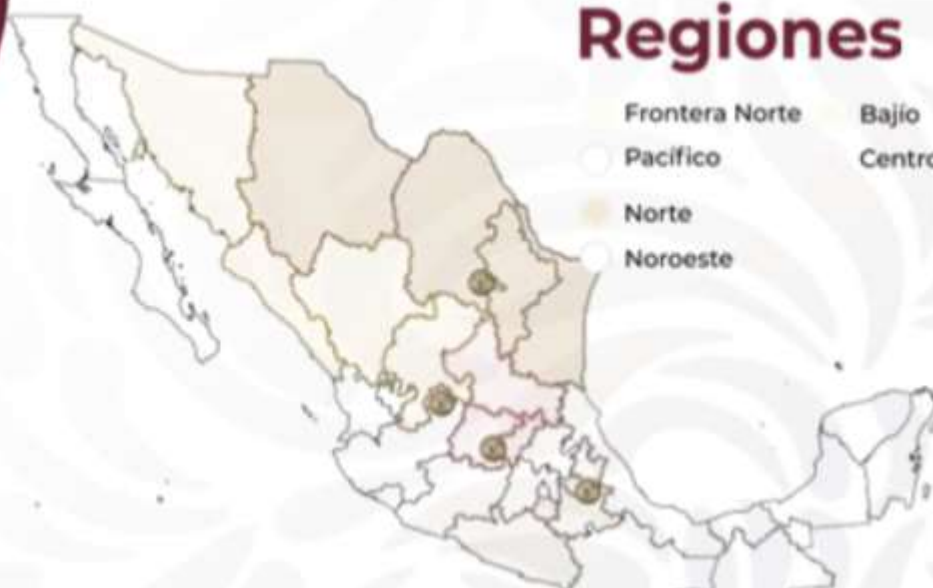 Regiones
Frontera Norte
Bajío
Pacífico
Norte
Noroeste